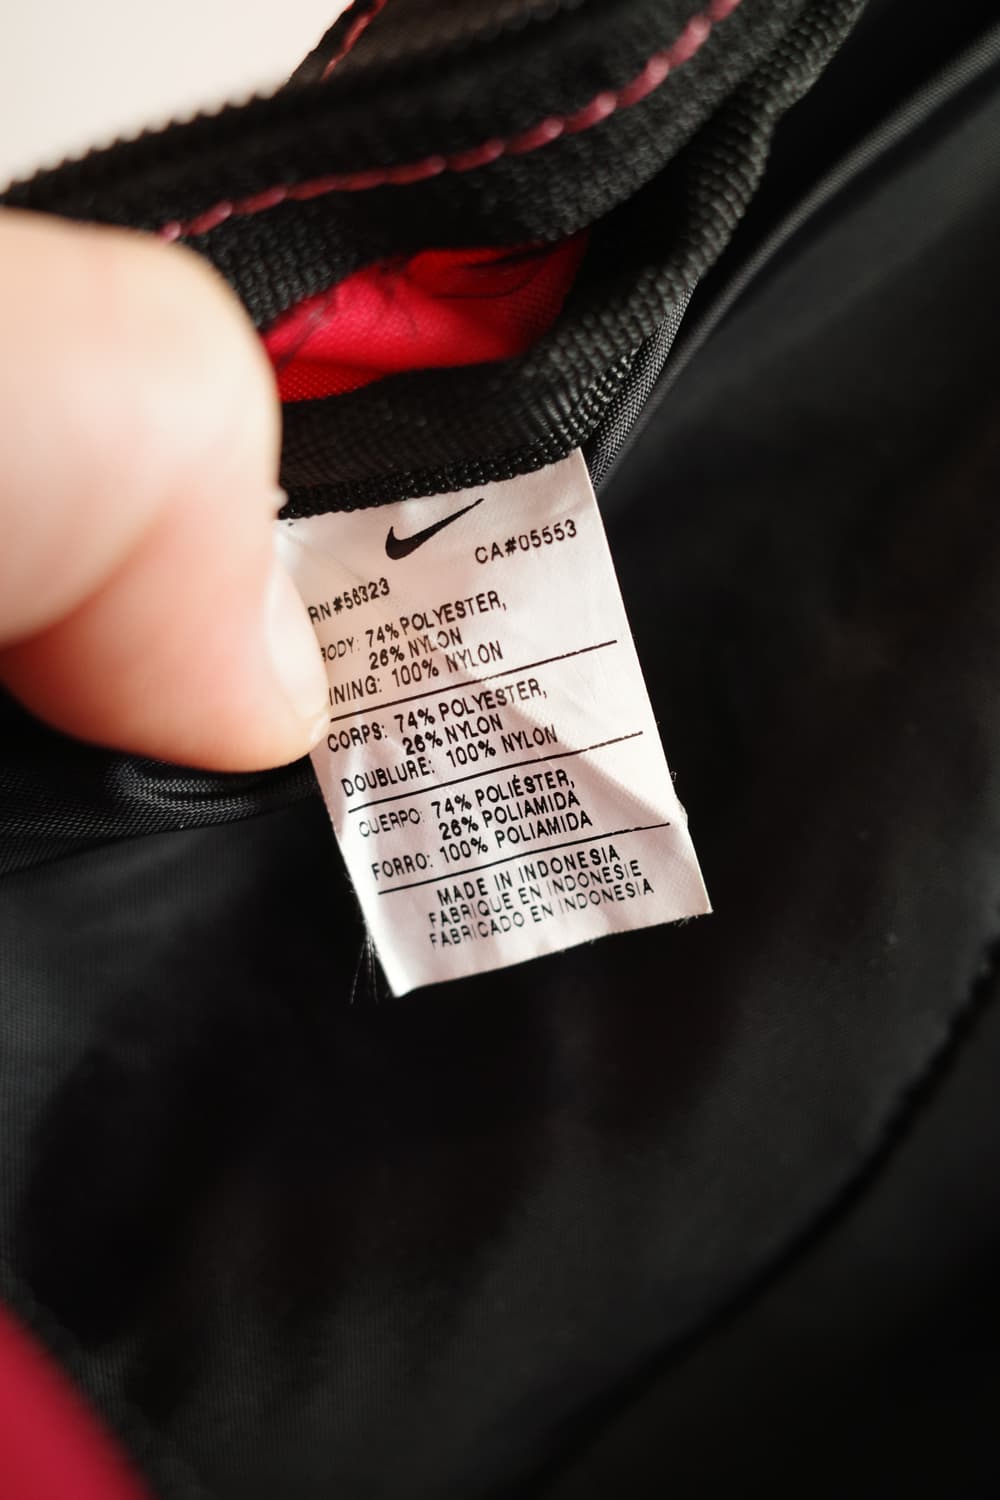 CA#05553
RN#56323
BODY: 74% POLYESTER,
26% NYLON
LINING: 100% NYLON
CORPS: 74% POLYESTER,
26% NYLON
DOUBLURE: 100% NYLON
CUERPO: 74% POLIÉSTER,
26% POLIAMIDA
FORRO: 100% POLIAMIDA
MADE IN INDONESIA
FABRIQUE EN INDONESIE
FABRICADO EN INDONESIA